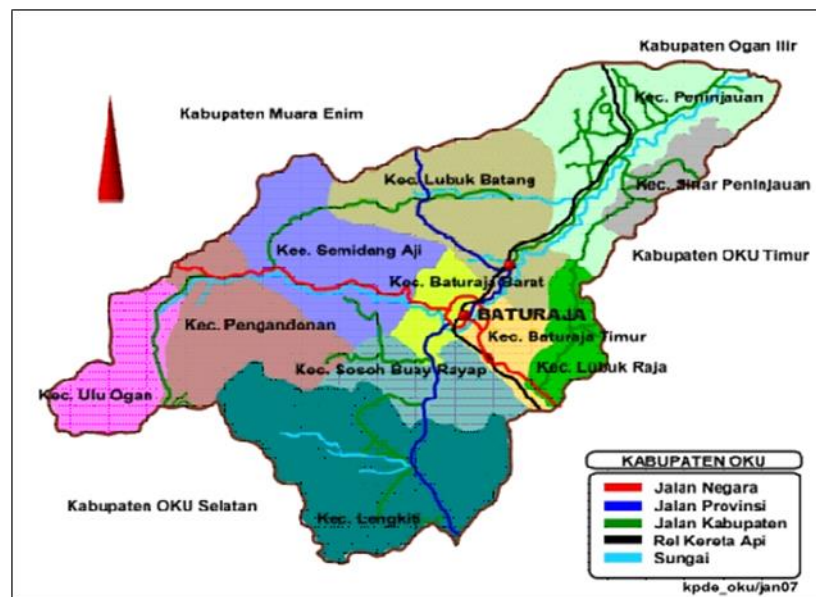 Kabupaten Ogan Ilir
Kec. Peninjauan
Kabupaten Muara Enim
Kec. Lubuk Batang
Kec. Sinar Peninjauan
Kec. Semidang Aji
Kabupaten OKU Timur
Kec. Baturaja Barat
BATURAJA
Kec. Pengandonan
Kec. Baturaja Timur
Kec. Sosoh Buay Rayap
Kec. Lubuk Raja
Kec. Ulu Ogan
Kabupaten OKU Selatan
Kec. Lengkiti
KABUPATEN OKU
Jalan Negara
Jalan Provinsi
Jalan Kabupaten
Rel Kereta Api
Sungai
kpde_oku/jan07